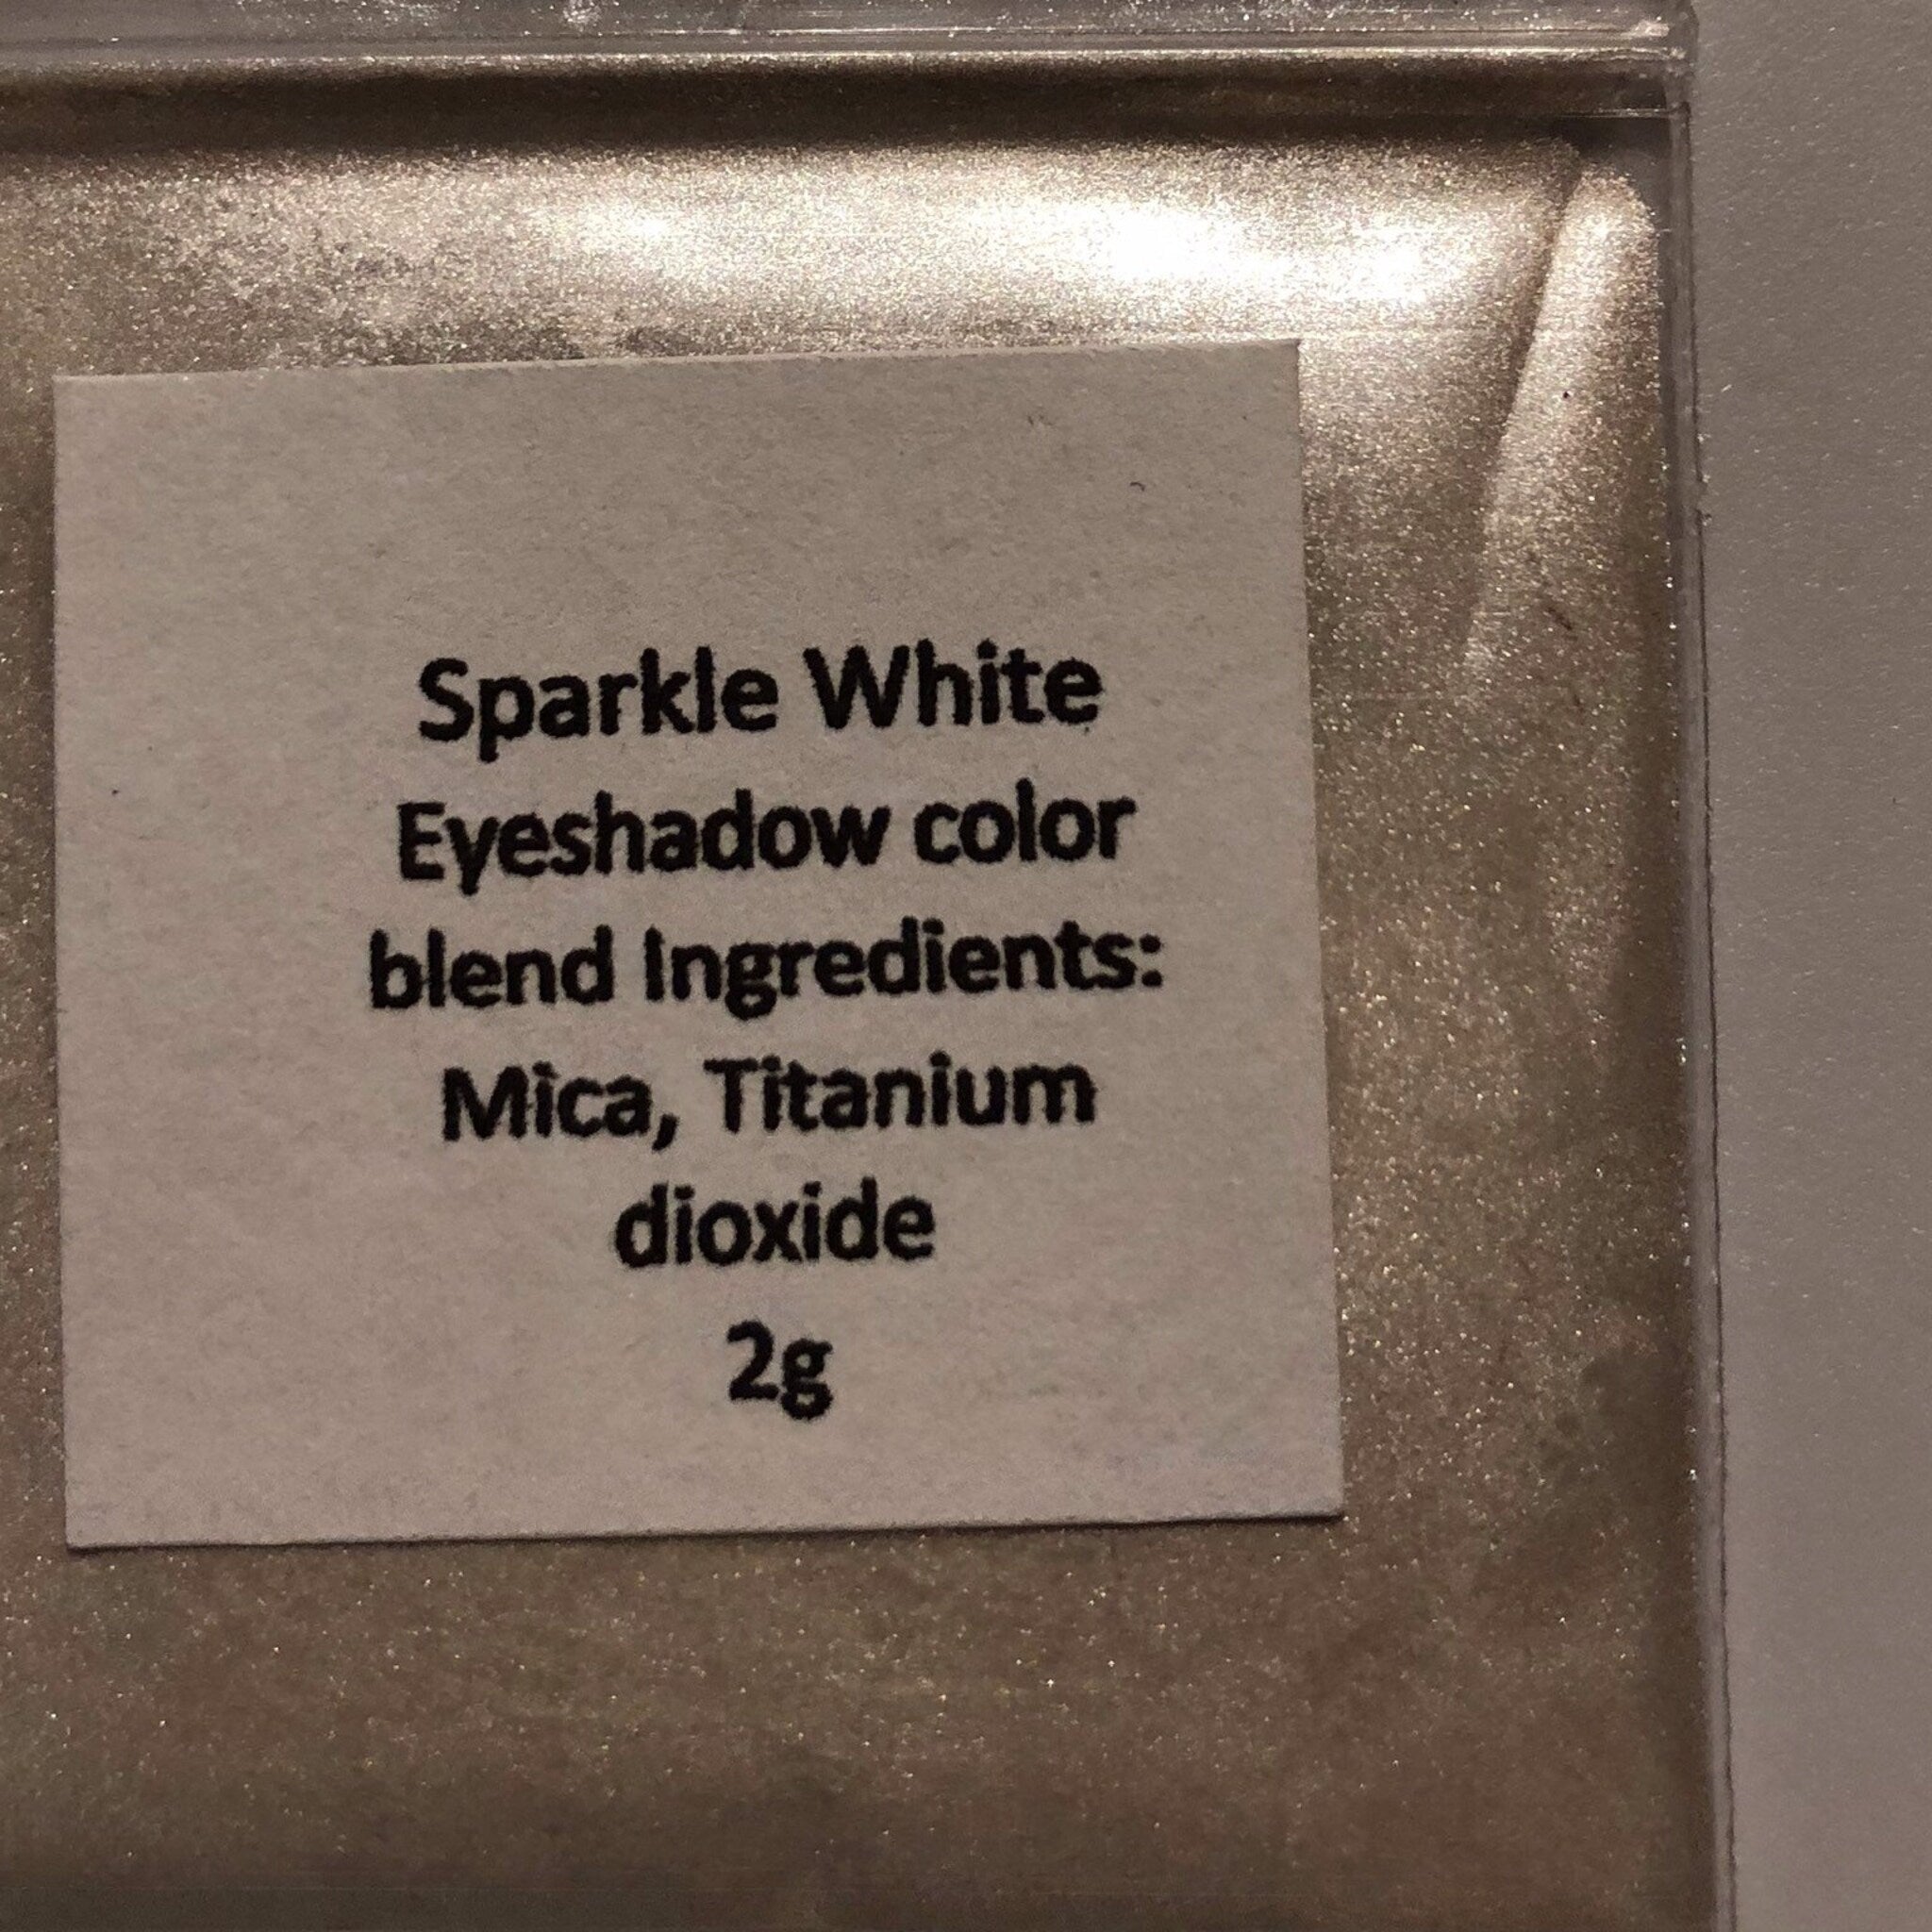 Sparkle White
Eyeshadow color
blend Ingredients:
Mica, Titanium
dioxide
2g